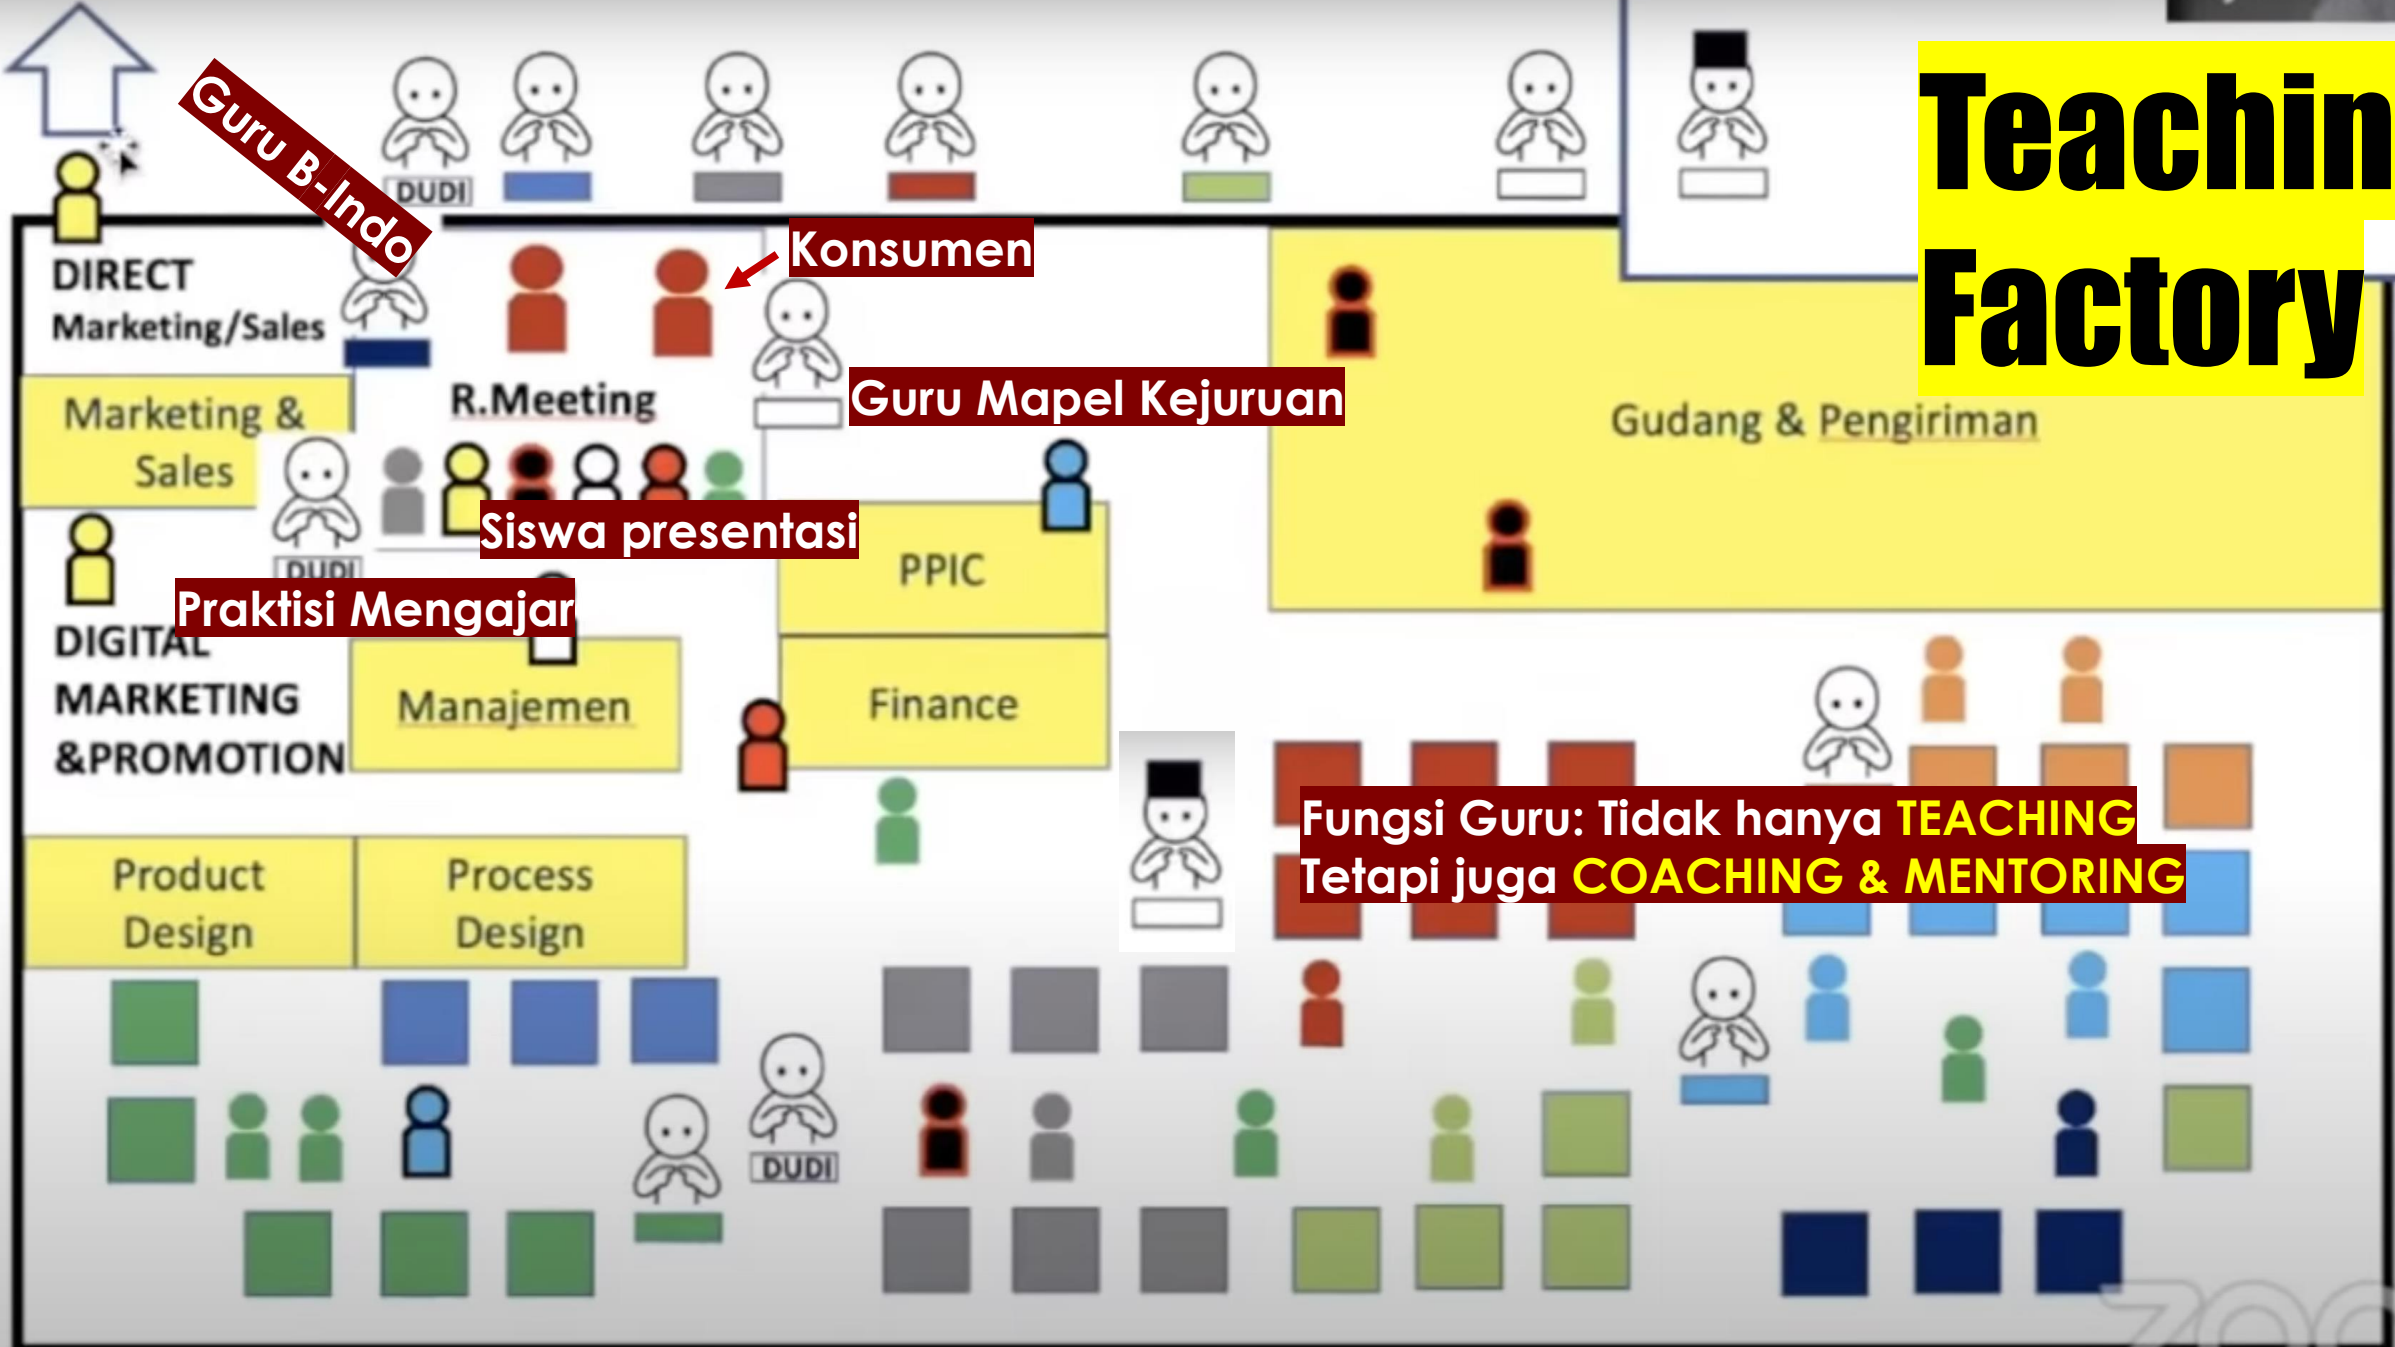 Teachin
Factory
Guru B-Indo
DUDI
Konsumen
DIRECT
Marketing/Sales
R.Meeting
Guru Mapel Kejuruan
Marketing &
Sales
Gudang & Pengiriman
Siswa presentasi
DUDI
PPIC
Praktisi Mengajar
DIGITAL
MARKETING
&PROMOTION
Manajemen
Finance
Fungsi Guru: Tidak hanya TEACHING
Tetapi juga COACHING & MENTORING
Product
Design
Process
Design
DUDI